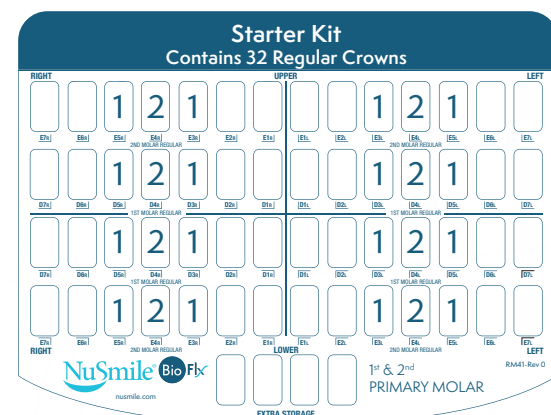 Starter Kit
Contains 32 Regular Crowns
RIGHT UPPER LEFT
1 2 1 1 2 1
E7R E6R E5R E4R E3R E2R E1R E1L E2L E3L E4L E5L E6L E7L
2ND MOLAR REGULAR 2ND MOLAR REGULAR
1 2 1 1 2 1
D7R D6R D5R D4R D3R D2R D1R D1L D2L D3L D4L D5L D6L D7L
1ST MOLAR REGULAR 1ST MOLAR REGULAR
1 2 1 1 2 1
D7R D6R D5R D4R D3R D2R D1R D1L D2L D3L D4L D5L D6L D7L
1ST MOLAR REGULAR 1ST MOLAR REGULAR
1 2 1 1 2 1
E7R E6R E5R E4R E3R E2R E1R E1L E2L E3L E4L E5L E6L E7L
RIGHT 2ND MOLAR REGULAR LOWER 2ND MOLAR REGULAR LEFT
NuSmile® BioFlx
1st & 2nd
PRIMARY MOLAR
RM41-Rev 0
nusmile.com
EXTRA STORAGE